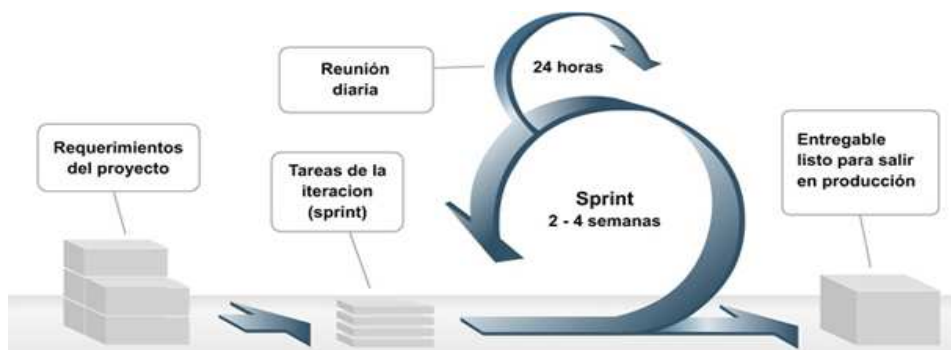 Requerimientos
del proyecto
Tareas de la
iteracion
(sprint)
Reunión
diaria
24 horas
Sprint
2 - 4 semanas
Entregable
listo para salir
en producción